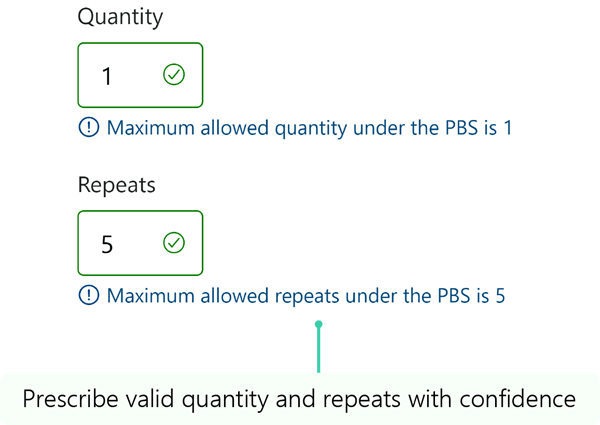 Quantity
1
Maximum allowed quantity under the PBS is 1
Repeats
5
Maximum allowed repeats under the PBS is 5
Prescribe valid quantity and repeats with confidence